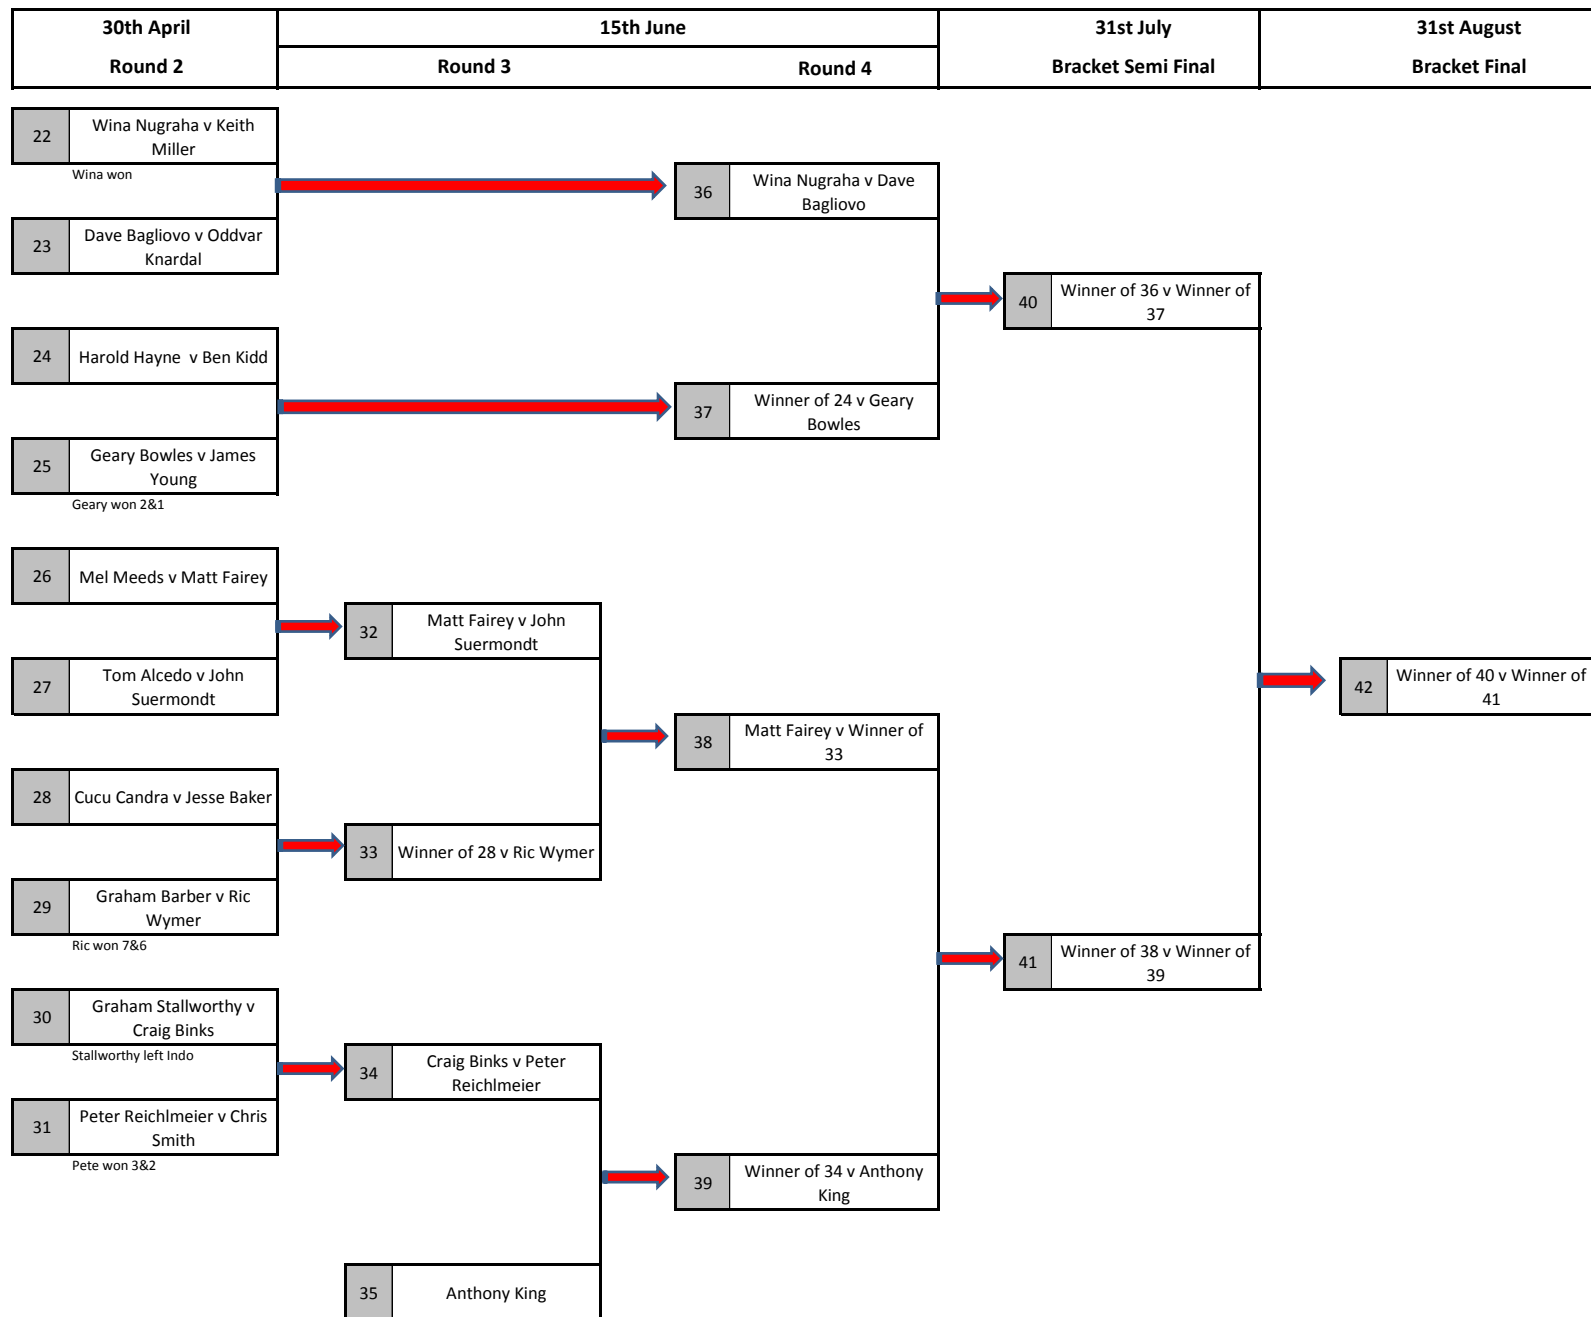 30th April
15th June
31st July
31st August
Round 2
Round 3
Round 4
Bracket Semi Final
Bracket Final
22
Wina Nugraha v Keith
Miller
Wina won
23
Dave Bagliovo v Oddvar
Knardal
24
Harold Hayne  v Ben Kidd
25
Geary Bowles v James
Young
Geary won 2&1
26
Mel Meeds v Matt Fairey
27
Tom Alcedo v John
Suermondt
28
Cucu Candra v Jesse Baker
29
Graham Barber v Ric
Wymer
Ric won 7&6
30
Graham Stallworthy v
Craig Binks
Stallworthy left Indo
31
Peter Reichlmeier v Chris
Smith
Pete won 3&2
32
Matt Fairey v John
Suermondt
33
Winner of 28 v Ric Wymer
34
Craig Binks v Peter
Reichlmeier
35
Anthony King
36
Wina Nugraha v Dave
Bagliovo
37
Winner of 24 v Geary
Bowles
38
Matt Fairey v Winner of
33
39
Winner of 34 v Anthony
King
40
Winner of 36 v Winner of
37
41
Winner of 38 v Winner of
39
42
Winner of 40 v Winner of
41